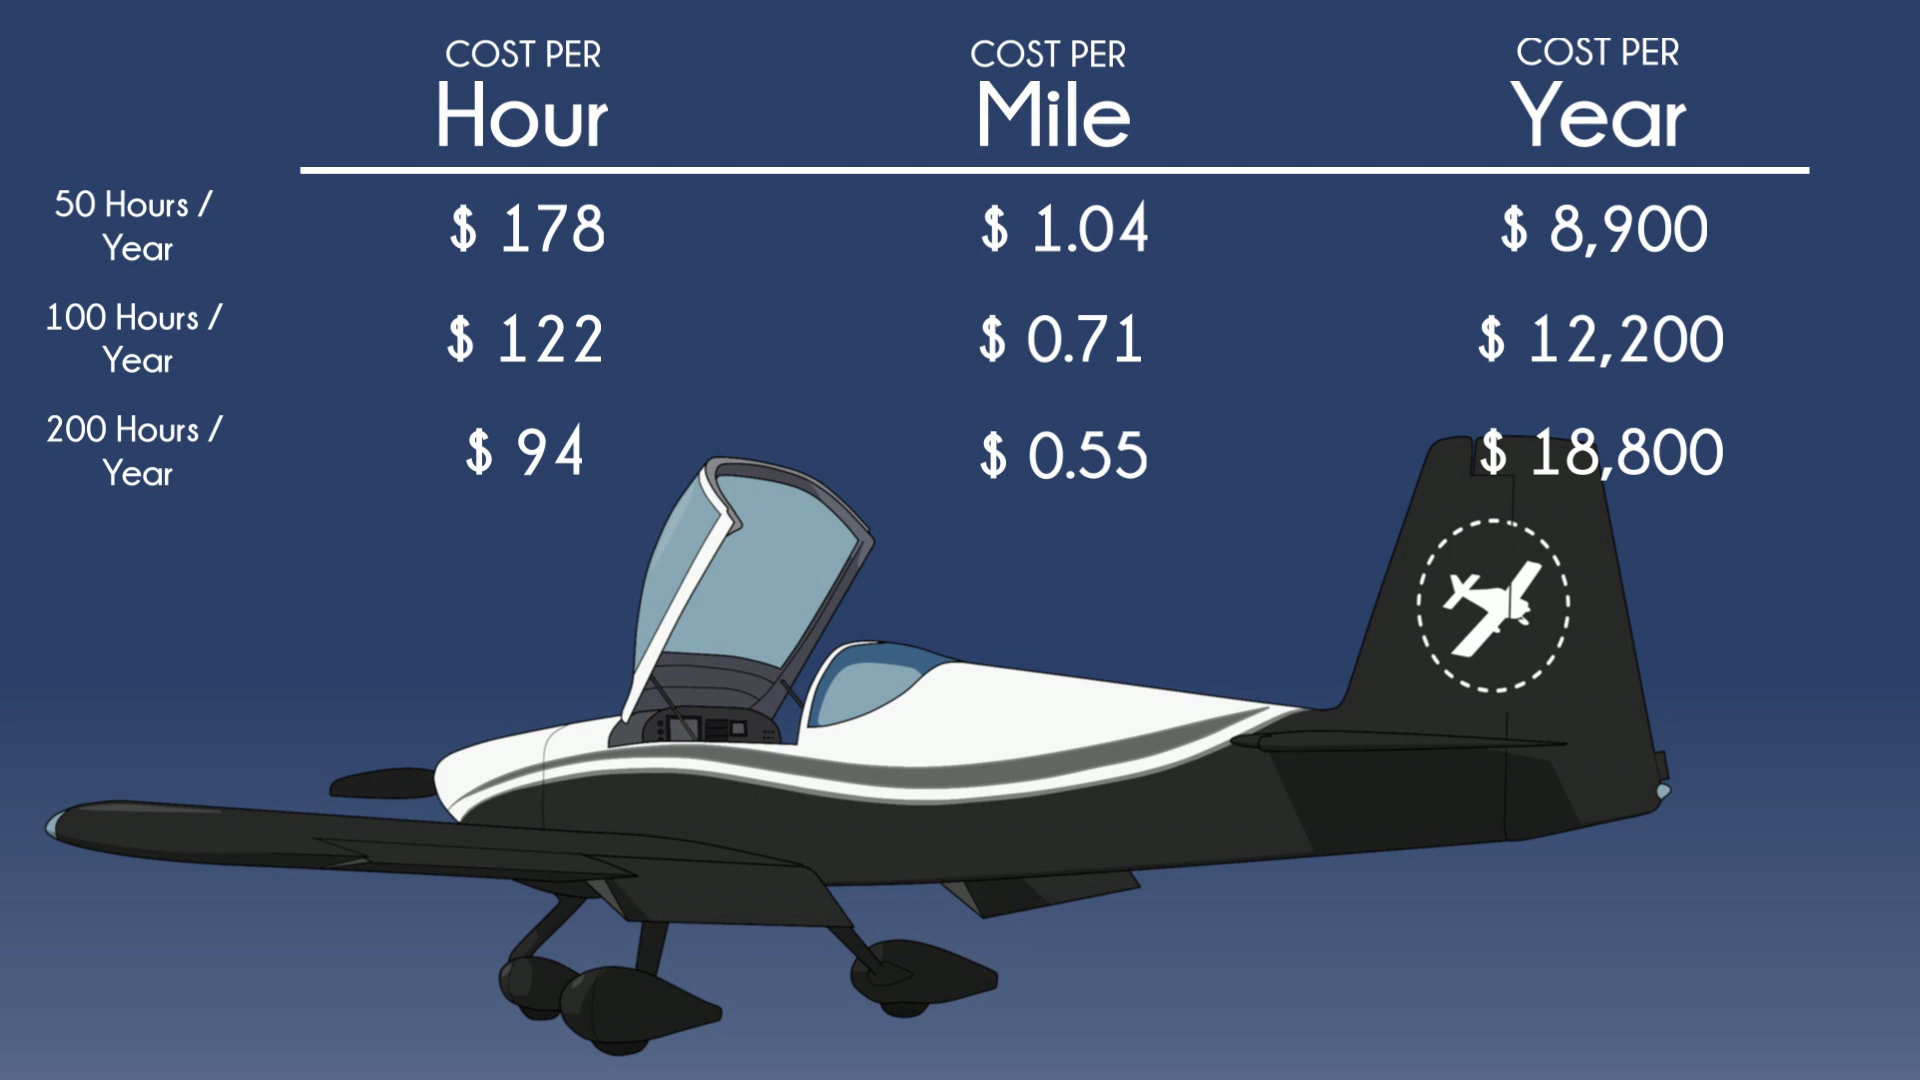 COST PER COST PER COST PER
Hour Mile Year
50 Hours / Year $ 178 $ 1.04 $ 8,900
100 Hours / Year $ 122 $ 0.71 $ 12,200
200 Hours / Year $ 94 $ 0.55 $ 18,800